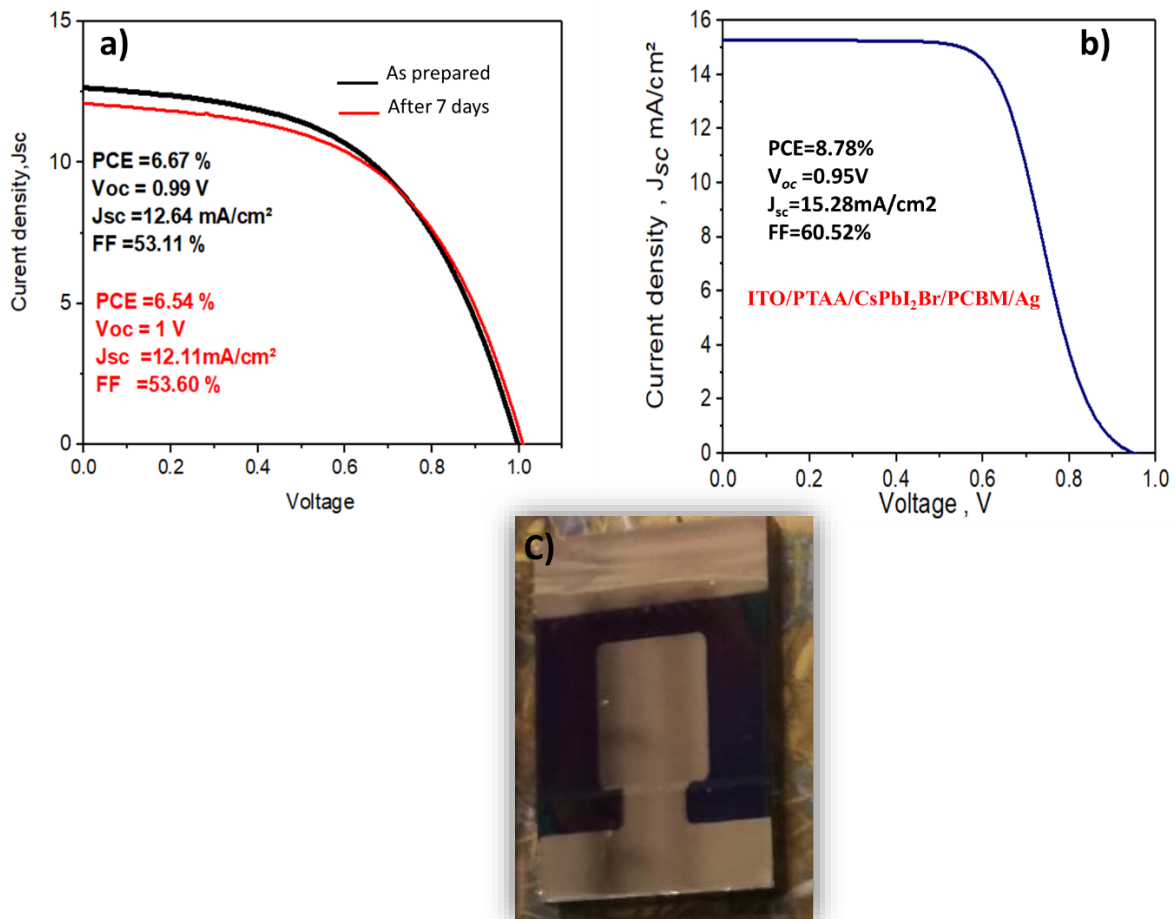 a)
As prepared
After 7 days
PCE =6.67 %
Voc = 0.99 V
Jsc =12.64 mA/cm²
FF =53.11 %
PCE =6.54 %
Voc = 1 V
Jsc =12.11mA/cm²
FF =53.60 %
Current density,Jsc
15
10
5
0
0.0 0.2 0.4 0.6 0.8 1.0
Voltage
b)
PCE=8.78%
Voc =0.95V
Jsc=15.28mA/cm2
FF=60.52%
ITO/PTAA/CsPbI₂Br/PCBM/Ag
Current density , JSC mA/cm²
16
14
12
10
8
6
4
2
0
0.0 0.2 0.4 0.6 0.8 1.0
Voltage , V
C)